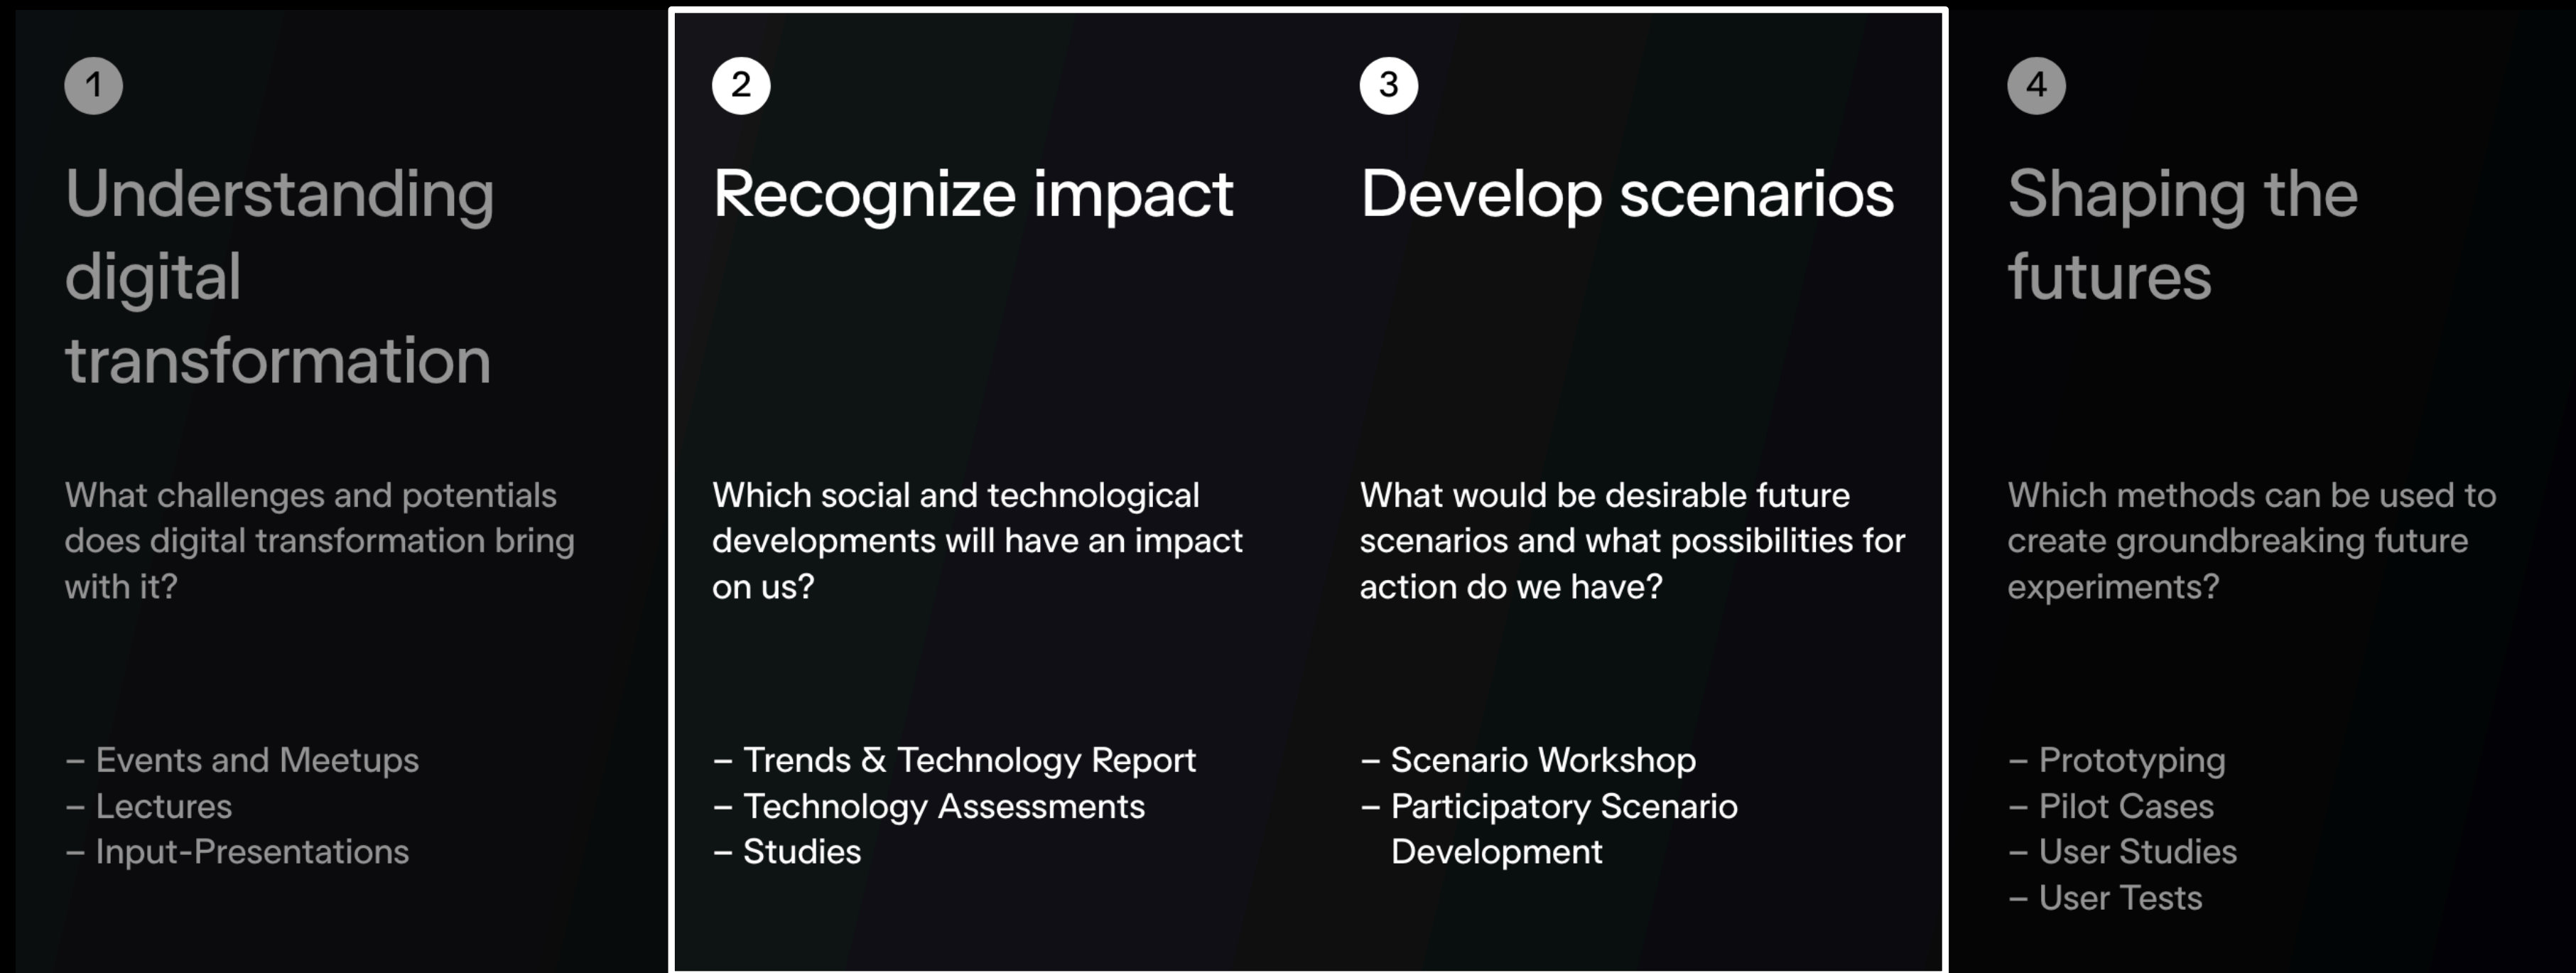 1
Understanding
digital
transformation
What challenges and potentials
does digital transformation bring
with it?
– Events and Meetups
– Lectures
– Input-Presentations
2
Recognize impact
Which social and technological
developments will have an impact
on us?
– Trends & Technology Report
– Technology Assessments
– Studies
3
Develop scenarios
What would be desirable future
scenarios and what possibilities for
action do we have?
– Scenario Workshop
– Participatory Scenario
Development
4
Shaping the
futures
Which methods can be used to
create groundbreaking future
experiments?
– Prototyping
– Pilot Cases
– User Studies
– User Tests